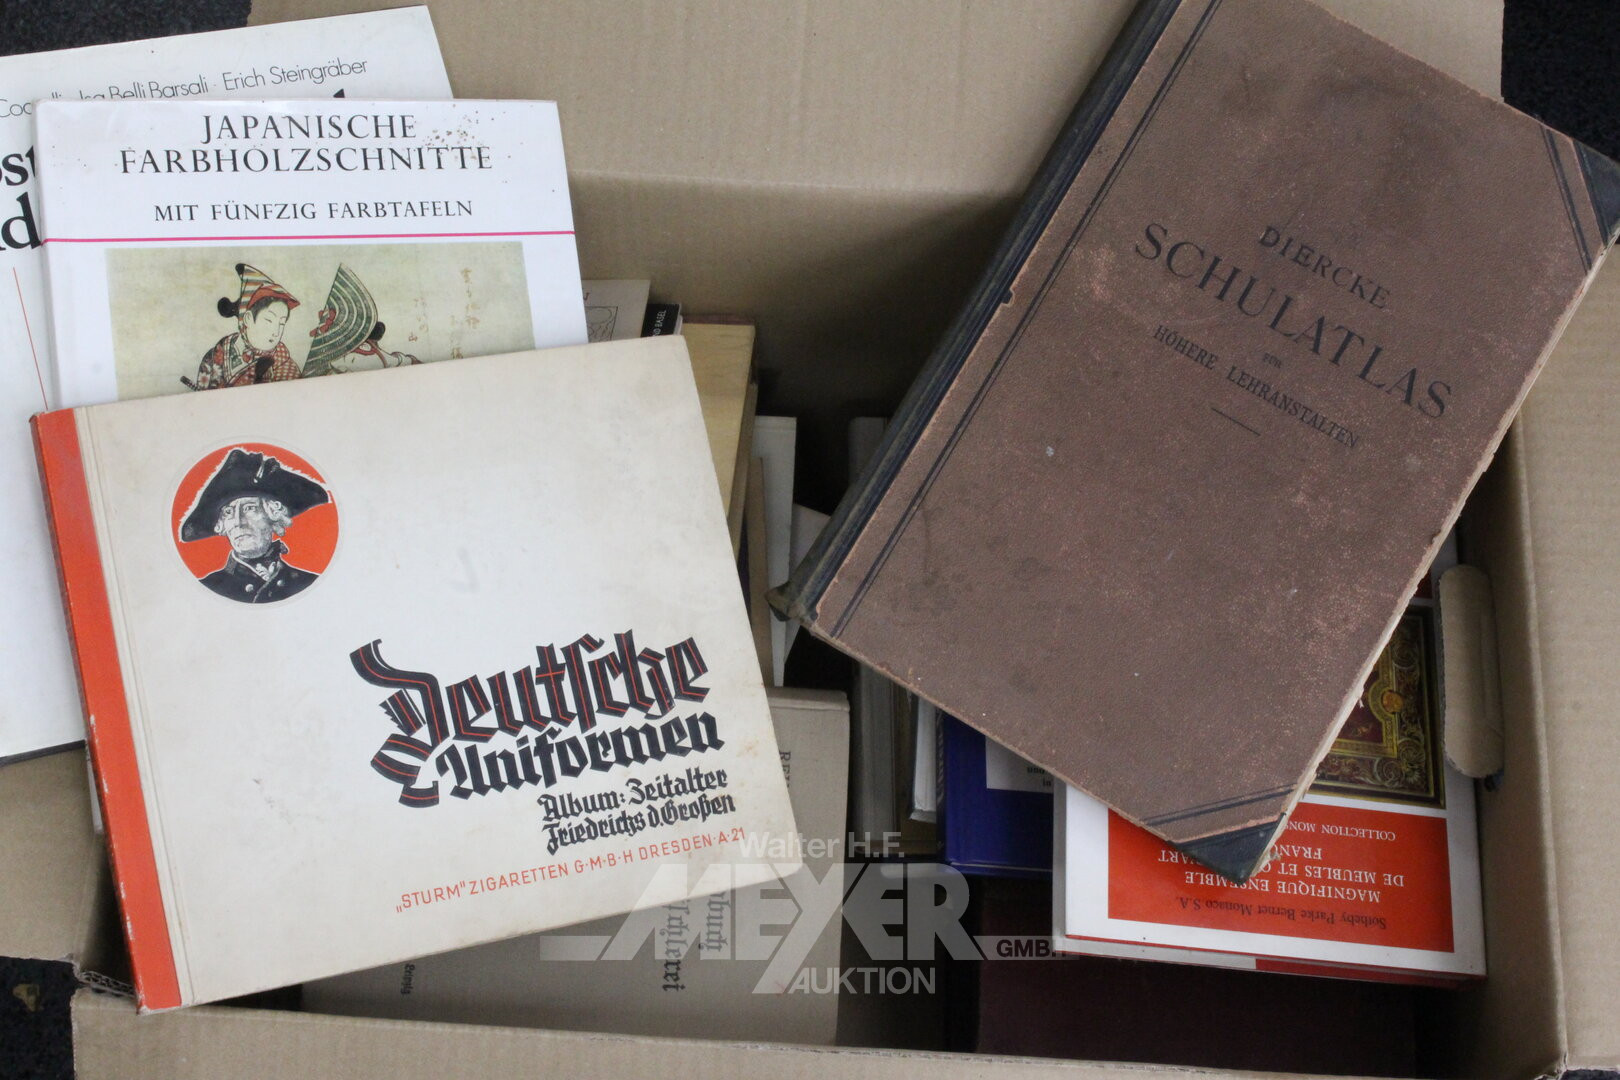 Isa Belli Barsali · Erich Steingräber
JAPANISCHE
FARBHOLZSCHNITTE
MIT FÜNFZIG FARBTAFELN
DIERCKE
SCHULATLAS
FÜR
HÖHERE LEHRANSTALTEN
Deutsche
Uniformen
Album: Zeitalter
Friedrichs d. Großen
„STURM" ZIGARETTEN G·M·B·H DRESDEN-A·21
Sotheby Parke Bernet Monaco S.A.
MAGNIFIQUE ENSEMBLE
DE MEUBLES ET
COLLECTION
Leipzig
Walter H.F.
MEYER
GMBH
AUKTION